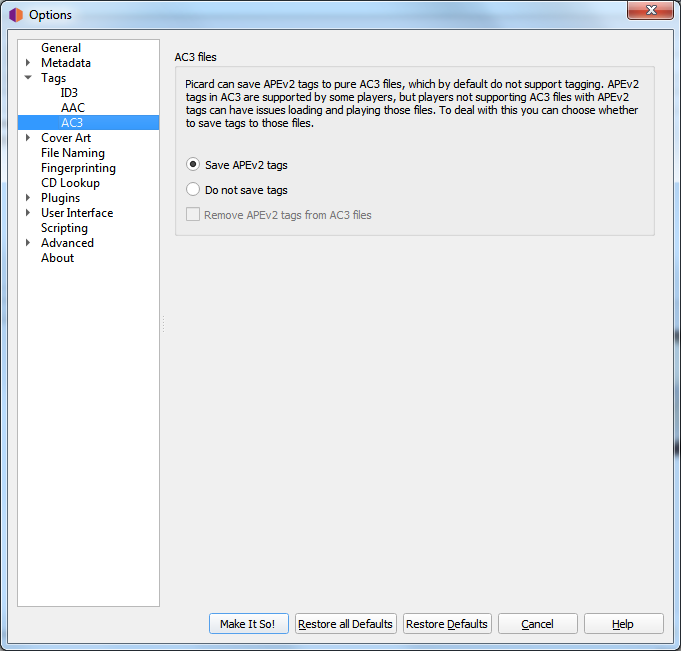 Options
General
Metadata
Tags
ID3
AAC
AC3
Cover Art
File Naming
Fingerprinting
CD Lookup
Plugins
User Interface
Scripting
Advanced
About
AC3 files
Picard can save APEv2 tags to pure AC3 files, which by default do not support tagging. APEv2
tags in AC3 are supported by some players, but players not supporting AC3 files with APEv2
tags can have issues loading and playing those files. To deal with this you can choose whether
to save tags to those files.
Save APEv2 tags
Do not save tags
Remove APEv2 tags from AC3 files
Make It So!
Restore all Defaults
Restore Defaults
Cancel
Help